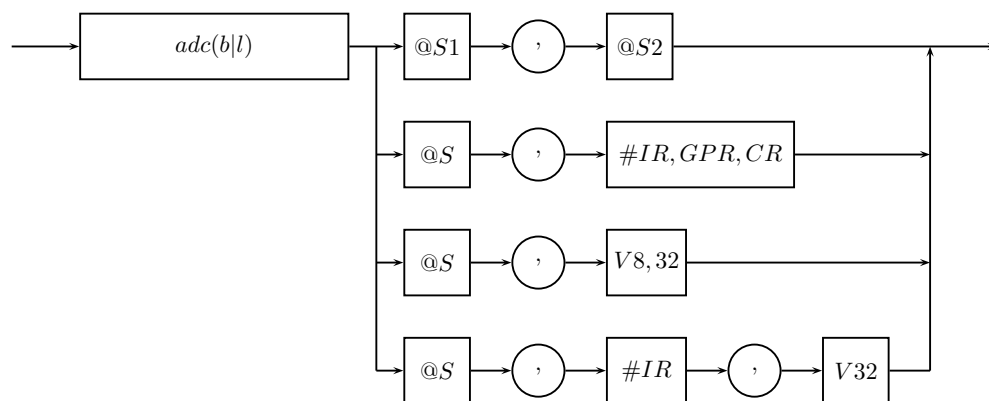 adc(b|l) @S1 , @S2
@S , #IR, GPR, CR
@S , V8, 32
@S , #IR , V32